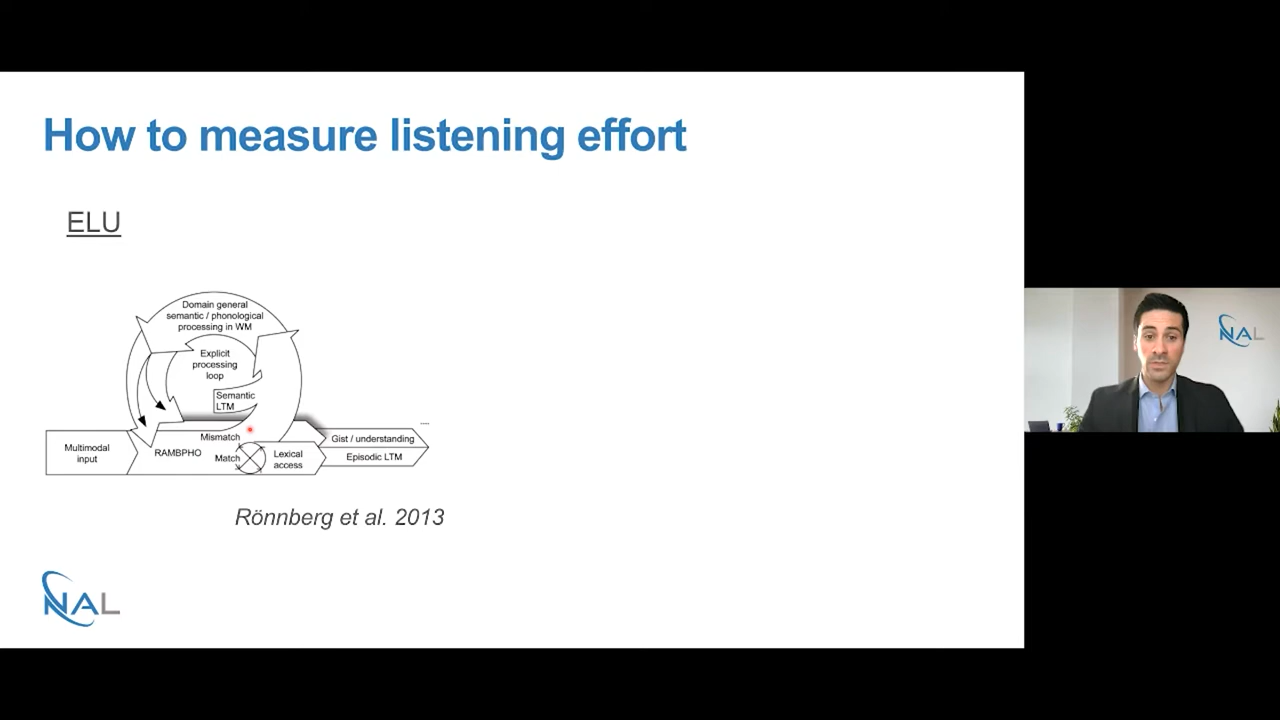 How to measure listening effort
ELU
Domain general
semantic / phonological
processing in WM
Explicit
processing
loop
Semantic
LTM
Multimodal
input
RAMBPHO
Mismatch
Match
Lexical
access
Gist / understanding
Episodic LTM
Rönnberg et al. 2013
NAL
NAL